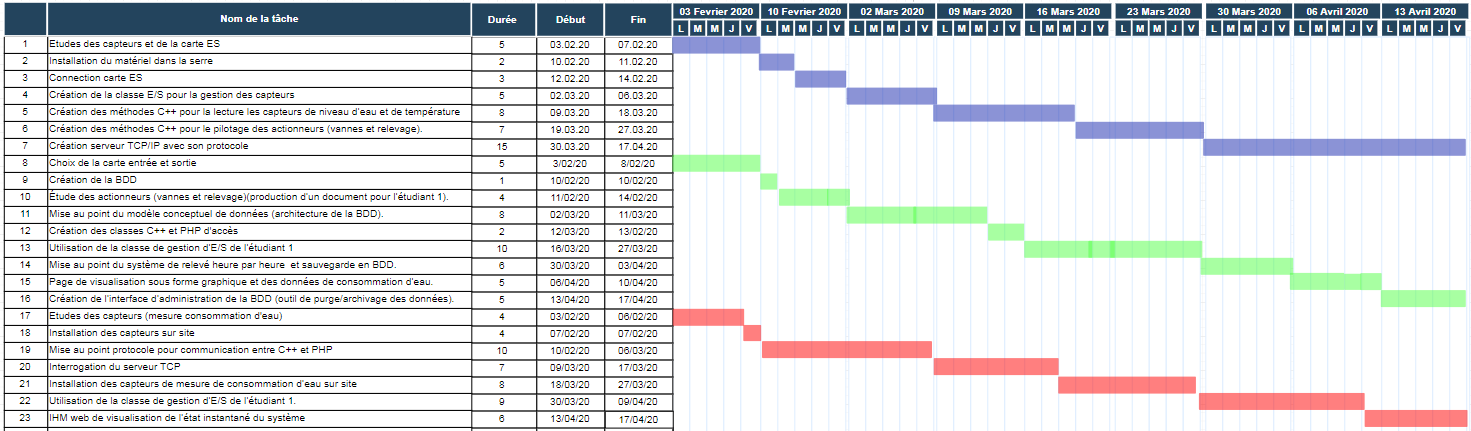 Nom de la tâche Durée Début Fin 03 Fevrier 2020 10 Fevrier 2020 02 Mars 2020 09 Mars 2020 16 Mars 2020 23 Mars 2020 30 Mars 2020 06 Avril 2020 13 Avril 2020
L M M J V L M M J V L M M J V L M M J V L M M J V L M M J V L M M J V L M M J V L M M J V
1 Etudes des capteurs et de la carte ES 5 03.02.20 07.02.20
2 Installation du matériel dans la serre 2 10.02.20 11.02.20
3 Connection carte ES 3 12.02.20 14.02.20
4 Création de la classe E/S pour la gestion des capteurs 5 02.03.20 06.03.20
5 Création des méthodes C++ pour la lecture les capteurs de niveau d'eau et de température 8 09.03.20 18.03.20
6 Création des méthodes C++ pour le pilotage des actionneurs (vannes et relevage). 7 19.03.20 27.03.20
7 Création serveur TCP/IP avec son protocole 15 30.03.20 17.04.20
8 Choix de la carte entrée et sortie 5 3/02/20 8/02/20
9 Création de la BDD 1 10/02/20 10/02/20
10 Étude des actionneurs (vannes et relevage)(production d'un document pour l'étudiant 1). 4 11/02/20 14/02/20
11 Mise au point du modèle conceptuel de données (architecture de la BDD). 8 02/03/20 11/03/20
12 Création des classes C++ et PHP d'accès 2 12/03/20 13/02/20
13 Utilisation de la classe de gestion d'E/S de l'étudiant 1 10 16/03/20 27/03/20
14 Mise au point du système de relevé heure par heure et sauvegarde en BDD. 6 30/03/20 03/04/20
15 Page de visualisation sous forme graphique et des données de consommation d'eau. 5 06/04/20 10/04/20
16 Création de l'interface d'administration de la BDD (outil de purge/archivage des données). 5 13/04/20 17/04/20
17 Etudes des capteurs (mesure consommation d'eau) 4 03/02/20 06/02/20
18 Installation des capteurs sur site 4 07/02/20 07/02/20
19 Mise au point protocole pour communication entre C++ et PHP 10 10/02/20 06/03/20
20 Interrogation du serveur TCP 7 09/03/20 17/03/20
21 Installation des capteurs de mesure de consommation d'eau sur site 8 18/03/20 27/03/20
22 Utilisation de la classe de gestion d'E/S de l'étudiant 1. 9 30/03/20 09/04/20
23 IHM web de visualisation de l'état instantané du système 6 13/04/20 17/04/20